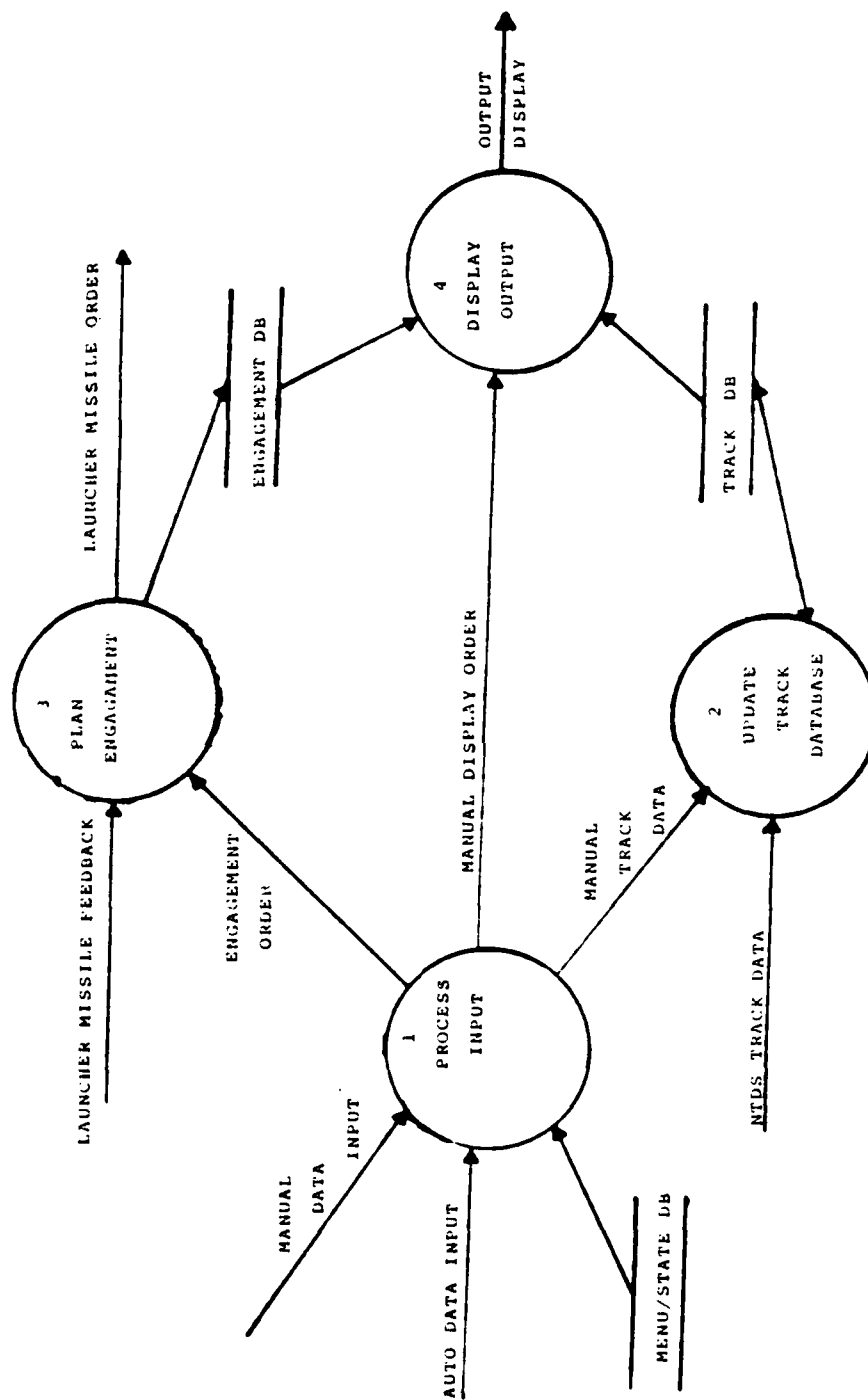 LAUNCHER MISSILE FEEDBACK
3
PLAN
ENGAGAMENT
LAUNCHER MISSILE ORDER
ENGAGEMENT DB
ENGAGEMENT
ORDER
MANUAL
DATA
INPUT
AUTO DATA INPUT
MENU/STATE DB
1
PROCESS
INPUT
MANUAL DISPLAY ORDER
4
DISPLAY
OUTPUT
OUTPUT
DISPLAY
MANUAL
TRACK
DATA
NTDS TRACK DATA
2
UPDATE
TRACK
DATABASE
TRACK DB